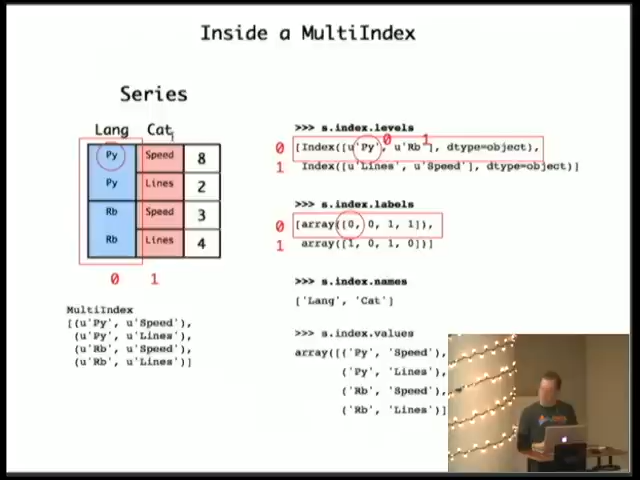 Inside a MultiIndex
Series
Lang Cat
Py Speed 8
Py Lines 2
Rb Speed 3
Rb Lines 4
0 1
MultiIndex
[(u'Py', u'Speed'),
(u'Py', u'Lines'),
(u'Rb', u'Speed'),
(u'Rb', u'Lines')]
>>> s.index.levels
0 1
0 [Index([u'Py', u'Rb'], dtype=object),
1 Index([u'Lines', u'Speed'], dtype=object)]
>>> s.index.labels
0 [array([0, 0, 1, 1]),
1 array([1, 0, 1, 0])]
>>> s.index.names
['Lang', 'Cat']
>>> s.index.values
array([('Py', 'Speed'),
('Py', 'Lines'),
('Rb', 'Speed'),
('Rb', 'Lines')]